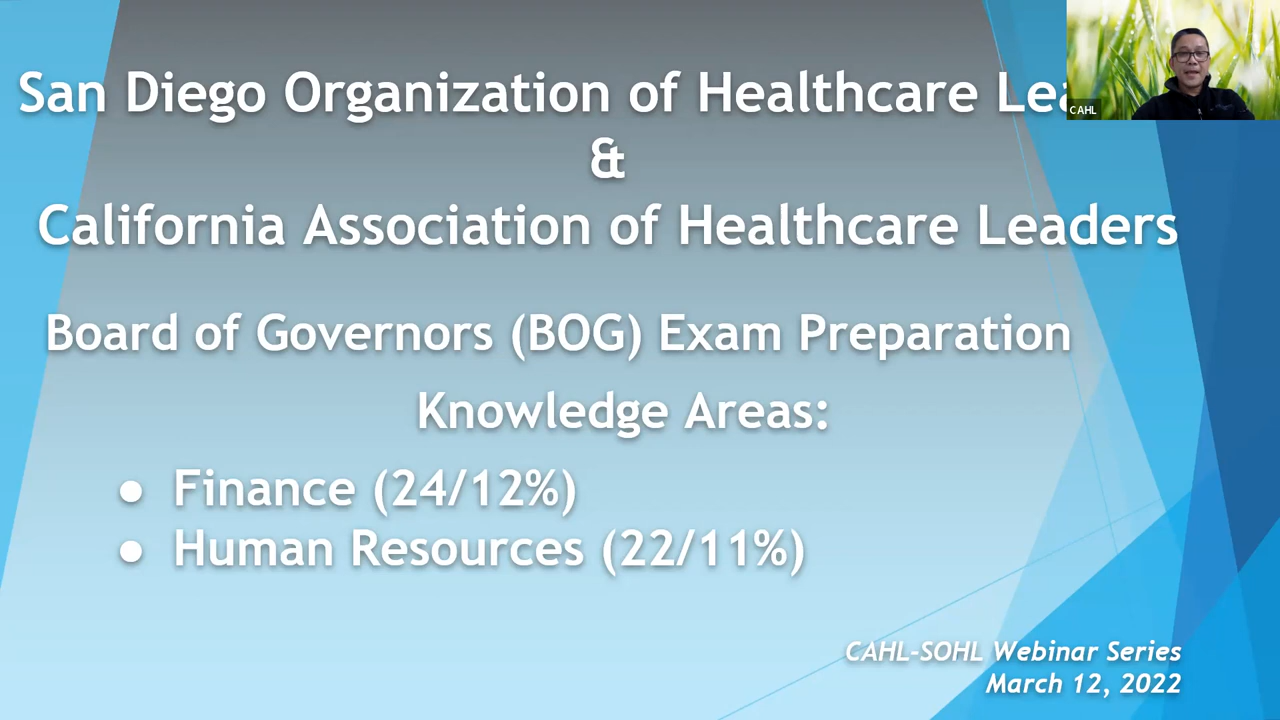 San Diego Organization of Healthcare
&
California Association of Healthcare Leaders
Board of Governors (BOG) Exam Preparation
Knowledge Areas:
● Finance (24/12%)
● Human Resources (22/11%)
CAHL-SOHL Webinar Series
March 12, 2022
CAHL